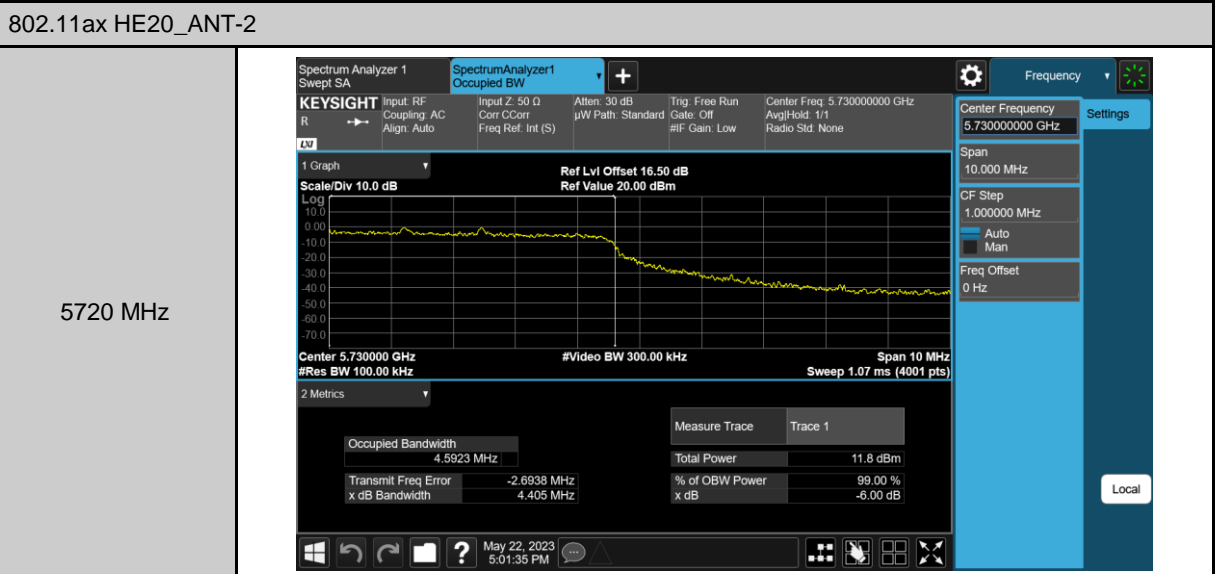 802.11ax HE20_ANT-2
5720 MHz
Spectrum Analyzer 1
Swept SA
SpectrumAnalyzer1
Occupied BW
Frequency
KEYSIGHT
R
LXI
Input: RF
Coupling: AC
Align: Auto
Input Z: 50 Ω
Corr CCorr
Freq Ref: Int (S)
Atten: 30 dB
µW Path: Standard
Trig: Free Run
Gate: Off
#IF Gain: Low
Center Freq: 5.730000000 GHz
Avg|Hold: 1/1
Radio Std: None
Center Frequency
5.730000000 GHz
Settings
Span
10.000 MHz
CF Step
1.000000 MHz
Auto
Man
Freq Offset
0 Hz
Local
1 Graph
Scale/Div 10.0 dB
Ref Lvl Offset 16.50 dB
Ref Value 20.00 dBm
Log
10.0
0.00
-10.0
-20.0
-30.0
-40.0
-50.0
-60.0
-70.0
Center 5.730000 GHz
#Video BW 300.00 kHz
Span 10 MHz
#Res BW 100.00 kHz
Sweep 1.07 ms (4001 pts)
2 Metrics
Measure Trace Trace 1
Occupied Bandwidth
4.5923 MHz
Total Power 11.8 dBm
Transmit Freq Error -2.6938 MHz
% of OBW Power 99.00 %
x dB Bandwidth 4.405 MHz
x dB -6.00 dB
?
May 22, 2023
5:01:35 PM